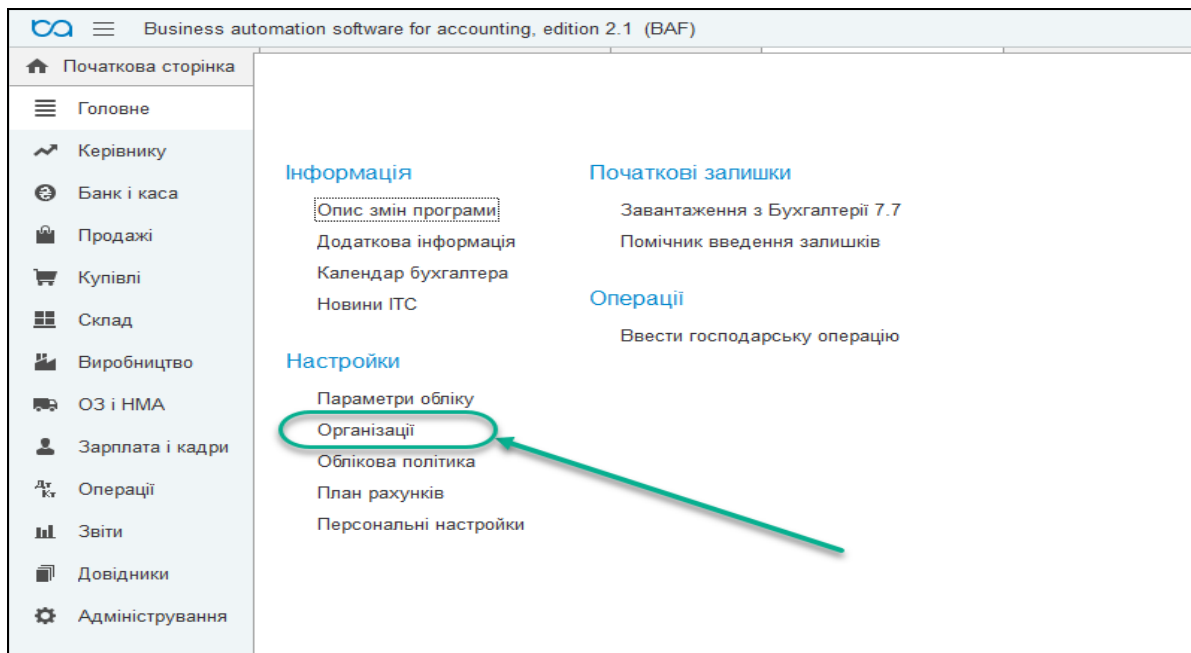 Business automation software for accounting, edition 2.1 (BAF)
Початкова сторінка
Головне
Керівнику
Банк і каса
Продажі
Купівлі
Склад
Виробництво
ОЗ і НМА
Зарплата і кадри
Дт Кт Операції
Звіти
Довідники
Адміністрування
Інформація
Опис змін програми
Додаткова інформація
Календар бухгалтера
Новини ІТС
Настройки
Параметри обліку
Організації
Облікова політика
План рахунків
Персональні настройки
Початкові залишки
Завантаження з Бухгалтерії 7.7
Помічник введення залишків
Операції
Ввести господарську операцію